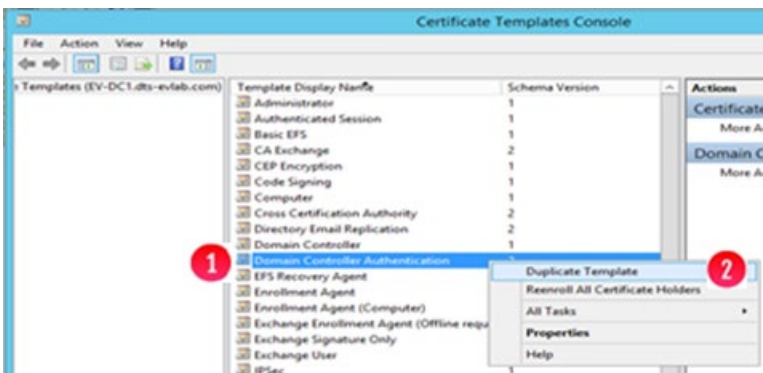 Certificate Templates Console
File Action View Help
Templates (EV-DC1.dts-evlab.com)
Template Display Name Schema Version
Administrator 1
Authenticated Session 1
Basic EFS 1
CA Exchange 2
CEP Encryption 1
Code Signing 1
Computer 1
Cross Certification Authority 2
Directory Email Replication 2
Domain Controller 1
1 Domain Controller Authentication
EFS Recovery Agent
Enrollment Agent
Enrollment Agent (Computer)
Exchange Enrollment Agent (Offline requ
Exchange Signature Only
Exchange User
IPSec 1
Duplicate Template 2
Reenroll All Certificate Holders
All Tasks
Properties
Help
Actions
Certificate
More A
Domain C
More A